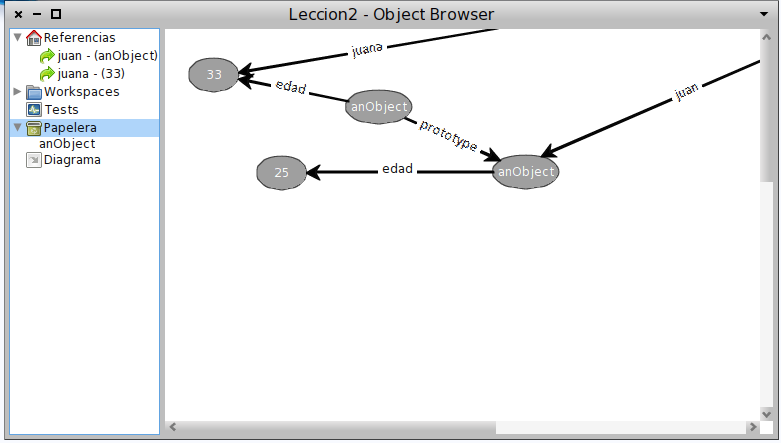 Leccion2 - Object Browser
Referencias
juan - (anObject)
juana - (33)
Workspaces
Tests
Papelera
anObject
Diagrama
juana
33
edad
anObject
juan
prototype
25
edad
anObject